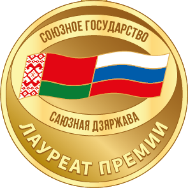 СОЮЗНОЕ ГОСУДАРСТВО
САЮЗНАЯ ДЗЯРЖАВА
ЛАУРЕАТ ПРЕМИИ